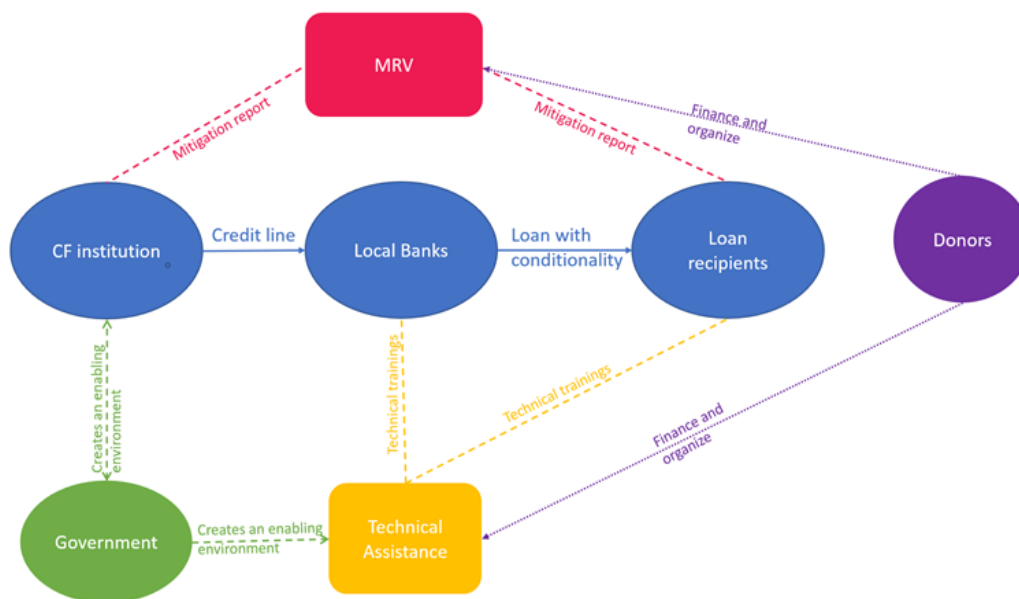 MRV
Mitigation report
Mitigation report
Finance and
organize
CF institution
Credit line
Local Banks
Loan with
conditionality
Loan
recipients
Donors
Creates an enabling
environment
Technical trainings
Technical trainings
Finance and
organize
Government
Creates an enabling
environment
Technical
Assistance